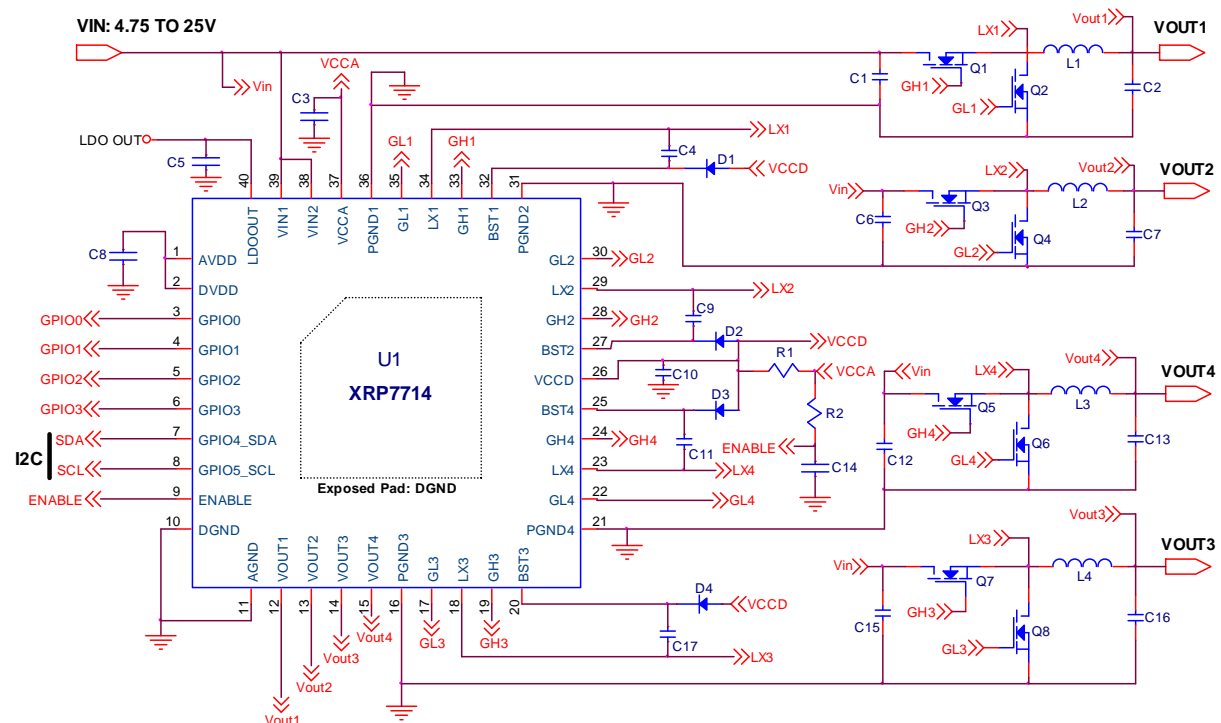 VIN: 4.75 TO 25V
Vin
VCCA
C3
LDO OUT
C5
C1
Q1
GH1
LX1
GL1
Q2
L1
Vout1
VOUT1
C2
GL1
GH1
LX1
C4
D1
VCCD
Vin
C6
Q3
GH2
LX2
GL2
Q4
L2
Vout2
VOUT2
C7
40
39
38
37
36
35
34
33
32
31
LDOOUT
VIN1
VIN2
VCCA
PGND1
GL1
LX1
GH1
BST1
PGND2
C8
1 AVDD
2 DVDD
GPIO0 3 GPIO0
GPIO1 4 GPIO1
GPIO2 5 GPIO2
GPIO3 6 GPIO3
I2C
SDA 7 GPIO4_SDA
SCL 8 GPIO5_SCL
ENABLE 9 ENABLE
10 DGND
U1
XRP7714
Exposed Pad: DGND
GL2 30 GL2
LX2 29 LX2
C9
GH2 28 GH2
BST2 27 D2
VCCD
VCCD 26 C10
R1
VCCA
BST4 25 D3
R2
GH4 24 GH4
C11
ENABLE
LX4 23 LX4
C14
GL4 22 GL4
PGND4 21
Vin
C12
Q5
GH4
LX4
GL4
Q6
L3
Vout4
VOUT4
C13
AGND
VOUT1
VOUT2
VOUT3
VOUT4
PGND3
GL3
LX3
GH3
BST3
11
12
13
14
15
16
17
18
19
20
Vout1
Vout2
Vout3
Vout4
GL3
GH3
D4
VCCD
C17
LX3
Vin
C15
Q7
GH3
LX3
GL3
Q8
L4
Vout3
VOUT3
C16